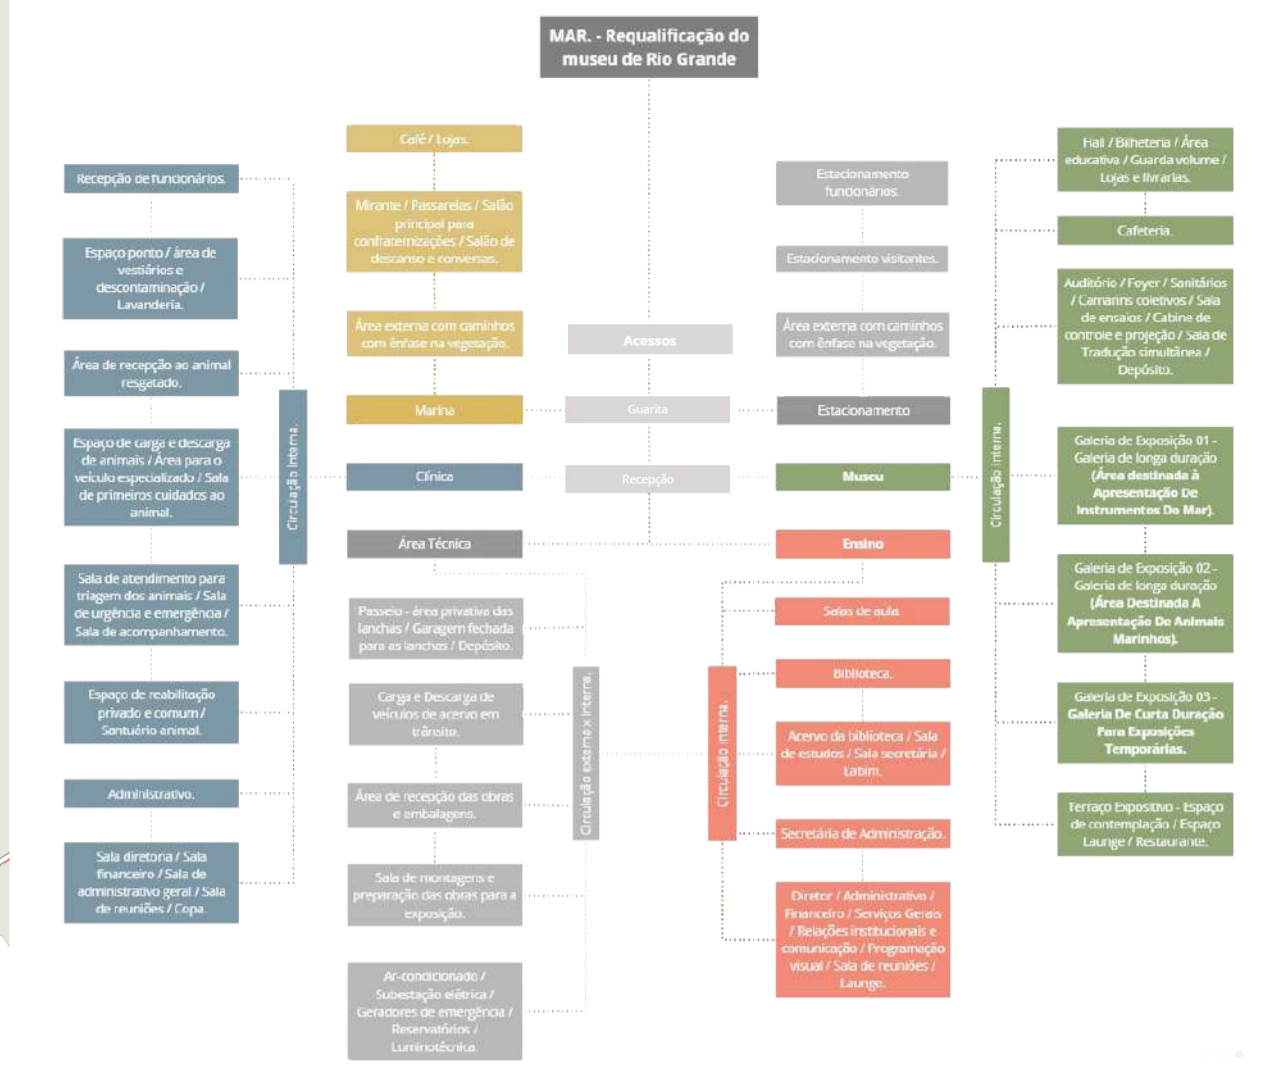 MAR. - Requalificação do
museu de Rio Grande
Recepção de funcionários.
Espaço ponto / área de
vestiários e
descontaminação /
Lavanderia.
Área de recepção ao animal
resgatado.
Espaço de carga e descarga
de animais / Área para o
veículo especializado / Sala
de primeiros cuidados ao
animal.
Sala de atendimento para
triagem dos animais / Sala
de urgência e emergência /
Sala de acompanhamento.
Espaço de reabilitação
privado e comum /
Santuário animal.
Administrativo.
Sala diretoria / Sala
financeiro / Sala de
administrativo geral / Sala
de reuniões / Copa.
Circulação interna.
Café / Lojas.
Mirante / Passarelas / Salão
principal para
confraternizações / Salão de
descanso e conversas.
Área externa com caminhos
com ênfase na vegetação.
Marina
Clínica
Área Técnica
Passeio - área privativa das
lanchas / Garagem fechada
para as lanchas / Depósito.
Carga e Descarga de
veículos de acervo em
trânsito.
Área de recepção das obras
e embalagens.
Sala de montagens e
preparação das obras para a
exposição.
Ar-condicionado /
Subestação elétrica /
Geradores de emergência /
Reservatórios /
Luminotécnica.
Circulação externa x interna.
Acessos
Guarita
Recepção
Estacionamento
funcionários.
Estacionamento visitantes.
Área externa com caminhos
com ênfase na vegetação.
Estacionamento
Museu
Ensino
Salas de aula.
Biblioteca.
Acervo da biblioteca / Sala
de estudos / Sala secretária /
Labim.
Secretária de Administração.
Diretor / Administrativo /
Financeiro / Serviços Gerais
/ Relações institucionais e
comunicação / Programação
visual / Sala de reuniões /
Launge.
Circulação interna.
Circulação interna.
Hall / Bilheteria / Área
educativa / Guarda volume /
Lojas e livrarias.
Cafeteria.
Auditório / Foyer / Sanitários
/ Camarins coletivos / Sala
de ensaios / Cabine de
controle e projeção / Sala de
Tradução simultânea /
Depósito.
Galeria de Exposição 01 -
Galeria de longa duração
(Área destinada à
Apresentação De
Instrumentos Do Mar).
Galeria de Exposição 02 -
Galeria de longa duração
(Área Destinada A
Apresentação De Animais
Marinhos).
Galeria de Exposição 03 -
Galeria De Curta Duração
Para Exposições
Temporárias.
Terraço Expositivo - Espaço
de contemplação / Espaço
Launge / Restaurante.